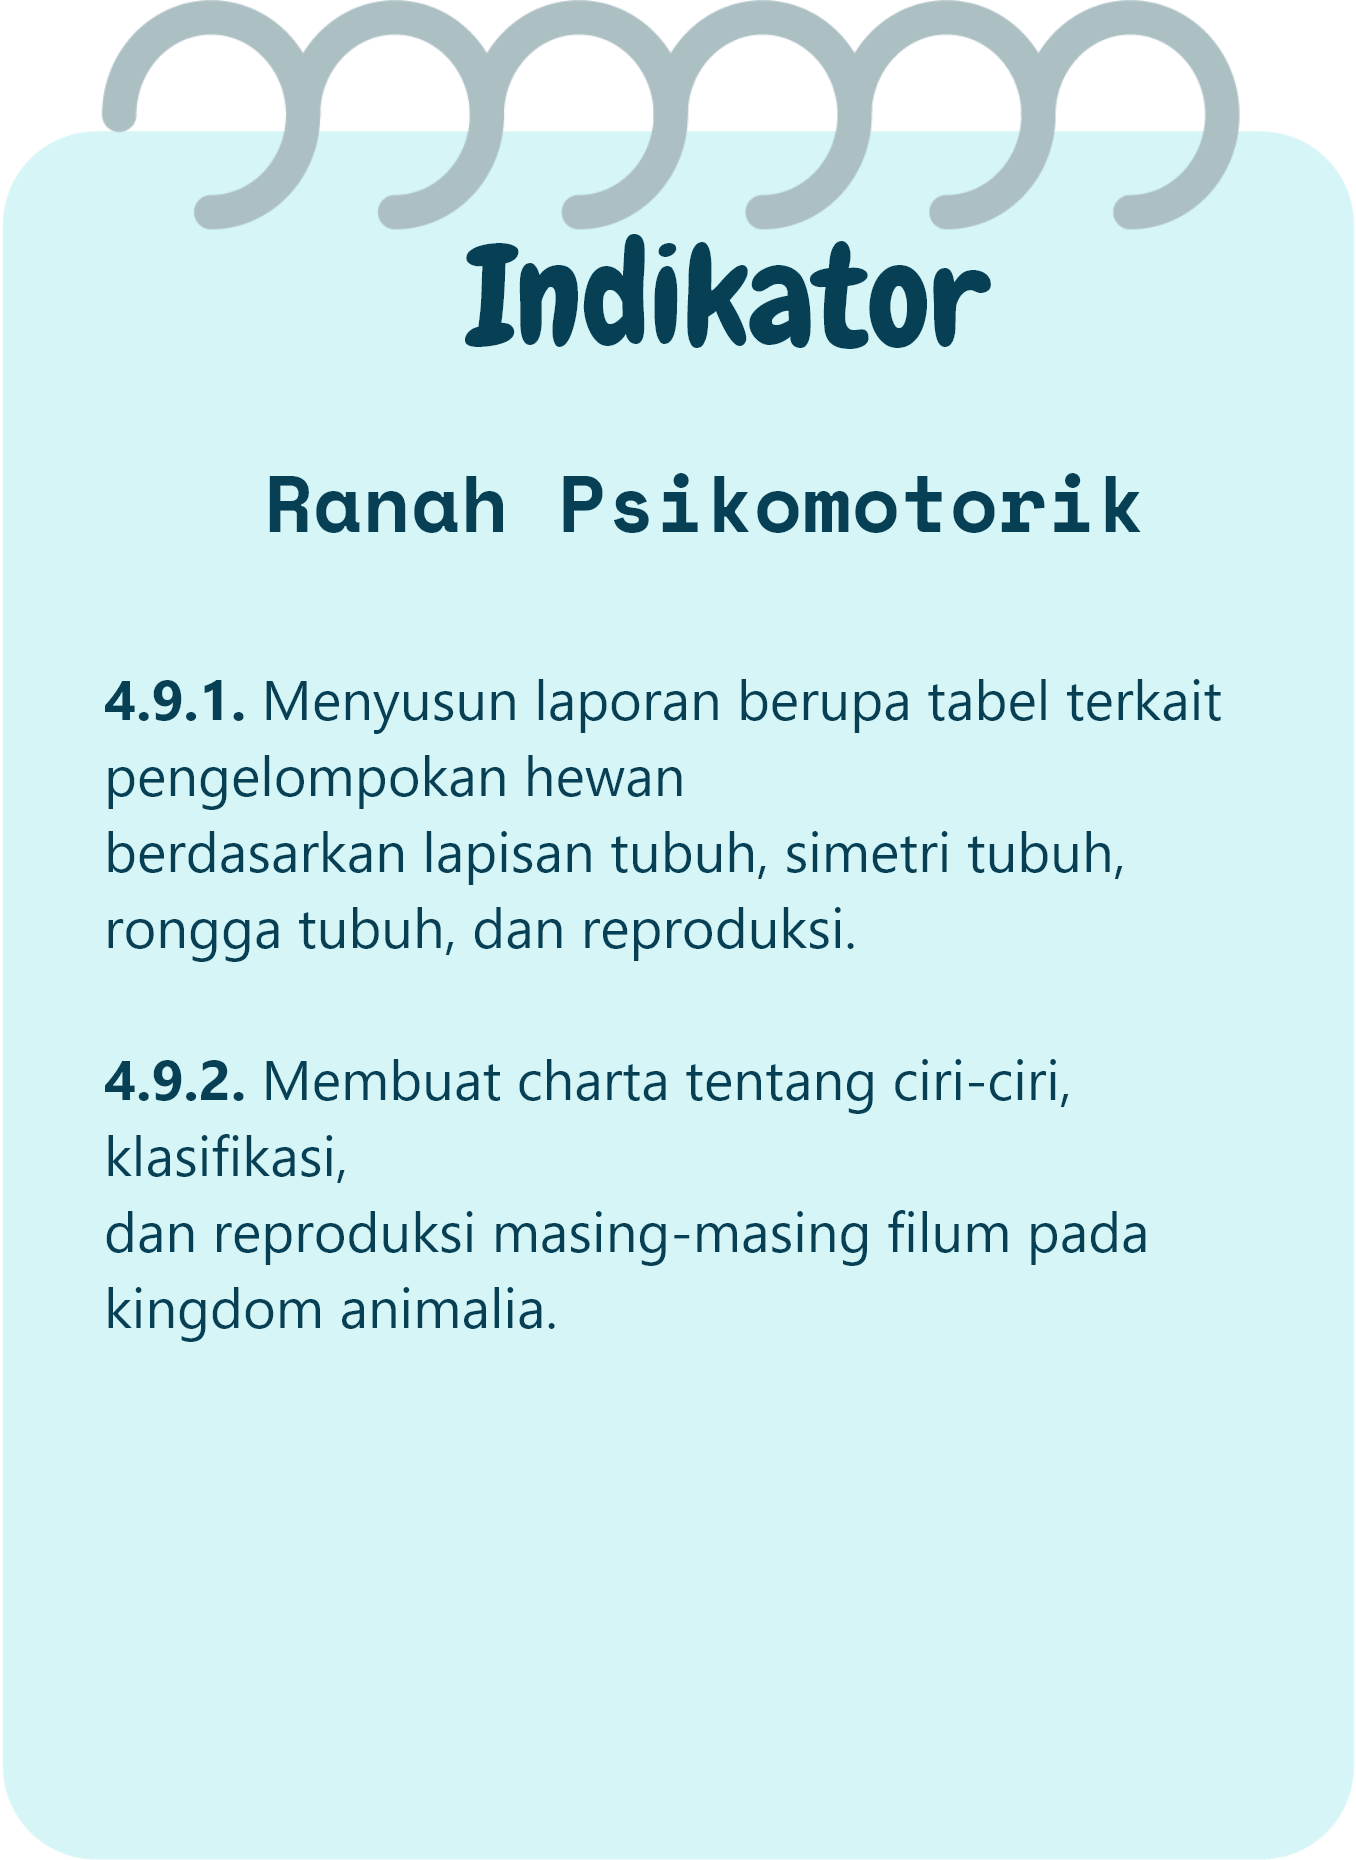 Indikator
Ranah Psikomotorik
4.9.1. Menyusun laporan berupa tabel terkait
pengelompokan hewan
berdasarkan lapisan tubuh, simetri tubuh,
rongga tubuh, dan reproduksi.
4.9.2. Membuat charta tentang ciri-ciri,
klasifikasi,
dan reproduksi masing-masing filum pada
kingdom animalia.